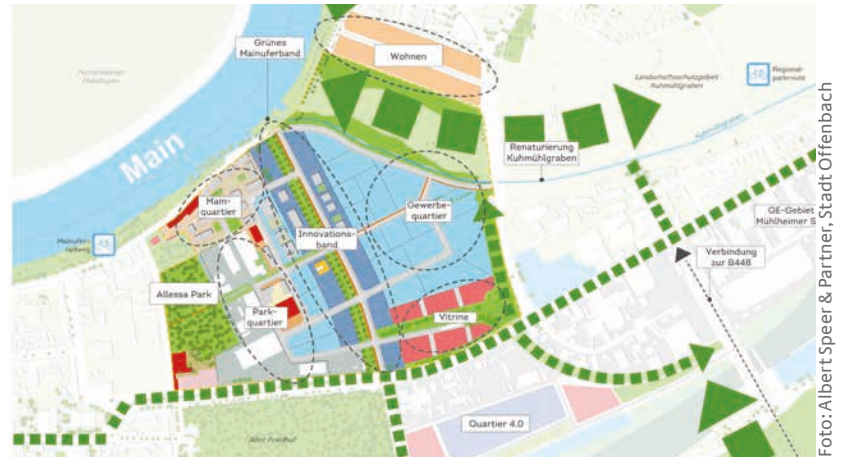 Grünes
Mainuferband
Wohnen
Landschaftsschutzgebiet
Kuhmühlgraben
Regional-
parkroute
Main
Kuhmühlgraben
Renaturierung
Kuhmühlgraben
Main-
quartier
Gewerbe-
quartier
GE-Gebiet
Mühlheimer S
Innovations-
band
Mainufer-
radweg
Verbindung
zur B448
Allessa Park
Park-
quartier
Vitrine
Quartier 4.0
Alter Friedhof
Foto: Albert Speer & Partner, Stadt Offenbach